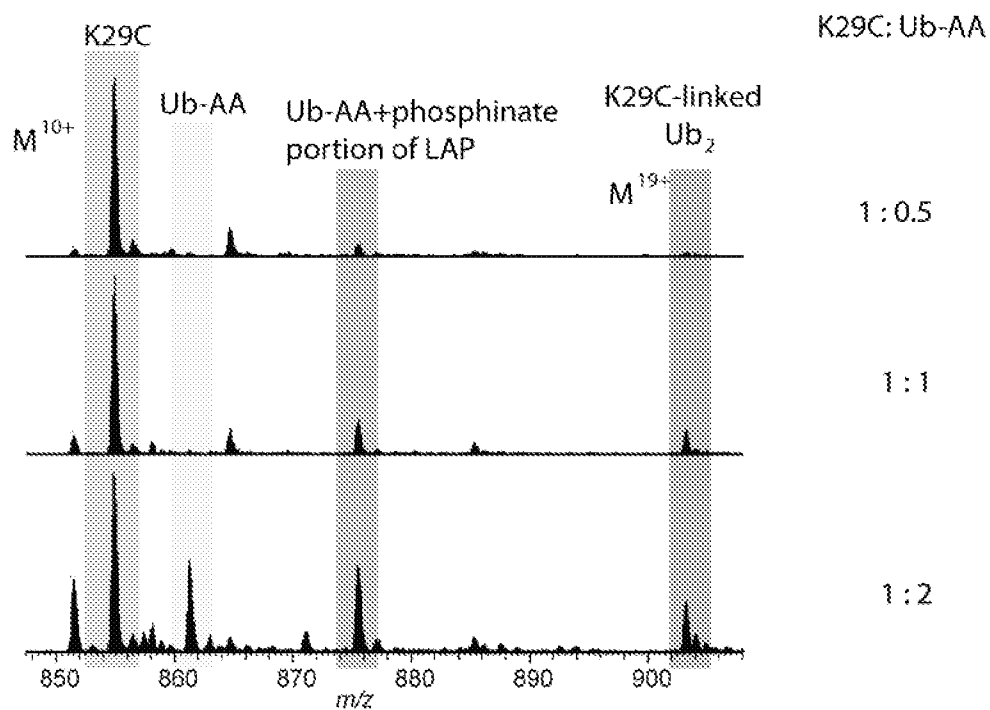 K29C: Ub-AA
K29C
Ub-AA
Ub-AA+phosphinate
portion of LAP
K29C-linked
Ub₂
M¹⁰⁺
M¹⁹⁺
1 : 0.5
1 : 1
1 : 2
850 860 870 880 890 900
m/z